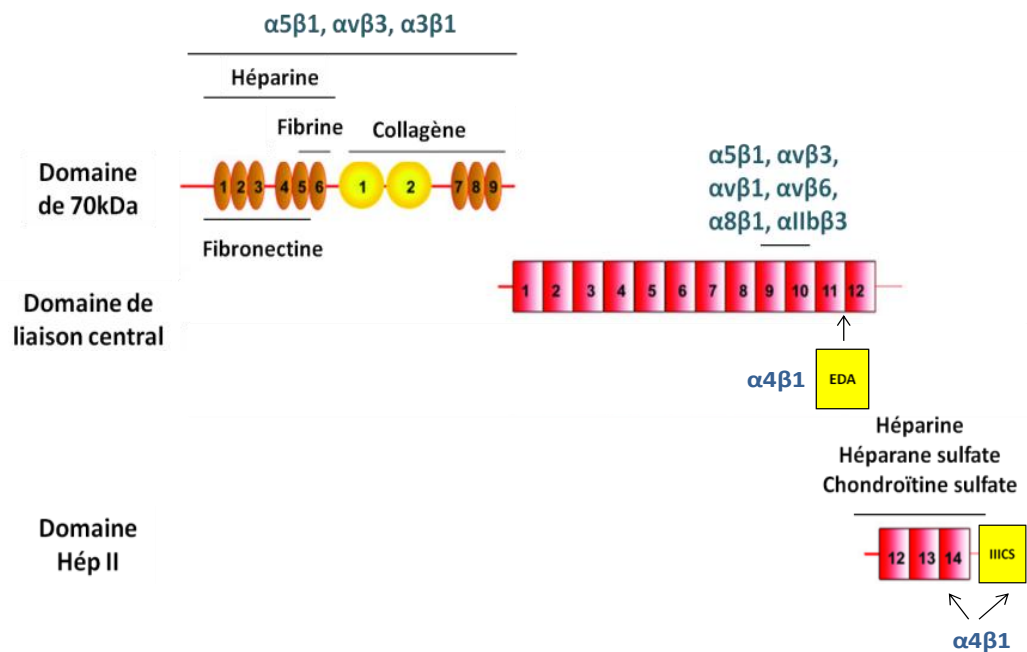 α5β1, αvβ3, α3β1
Héparine
Fibrine Collagène
Domaine
de 70kDa
1 2 3 4 5 6 1 2 7 8 9
Fibronectine
α5β1, αvβ3,
αvβ1, αvβ6,
α8β1, αIIbβ3
Domaine de
liaison central
1 2 3 4 5 6 7 8 9 10 11 12
α4β1 EDA
Héparine
Héparane sulfate
Chondroïtine sulfate
Domaine
Hép II
12 13 14 IIICS
α4β1